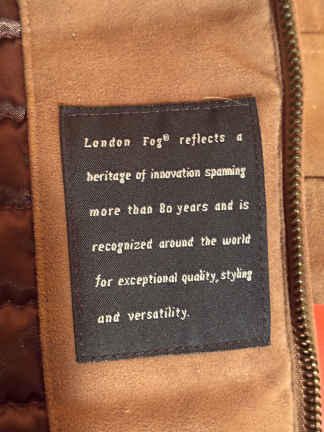 London Fog® reflects a
heritage of innovation spanning
more than 80 years and is
recognized around the world
for exceptional quality, styling
and versatility.